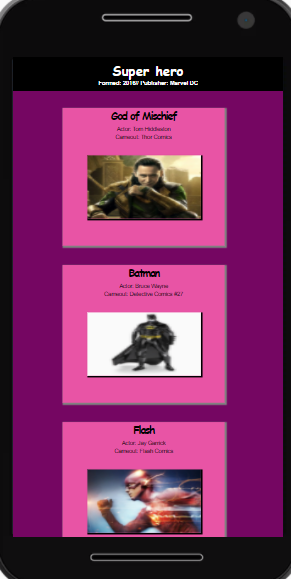 Super hero
Formed: 2016// Publisher: Marvel DC
God of Mischief
Actor: Tom Hiddleston
Cameout: Thor Comics
Batman
Actor: Bruce Wayne
Cameout: Detective Comics #27
Flash
Actor: Jay Garrick
Cameout: Flash Comics